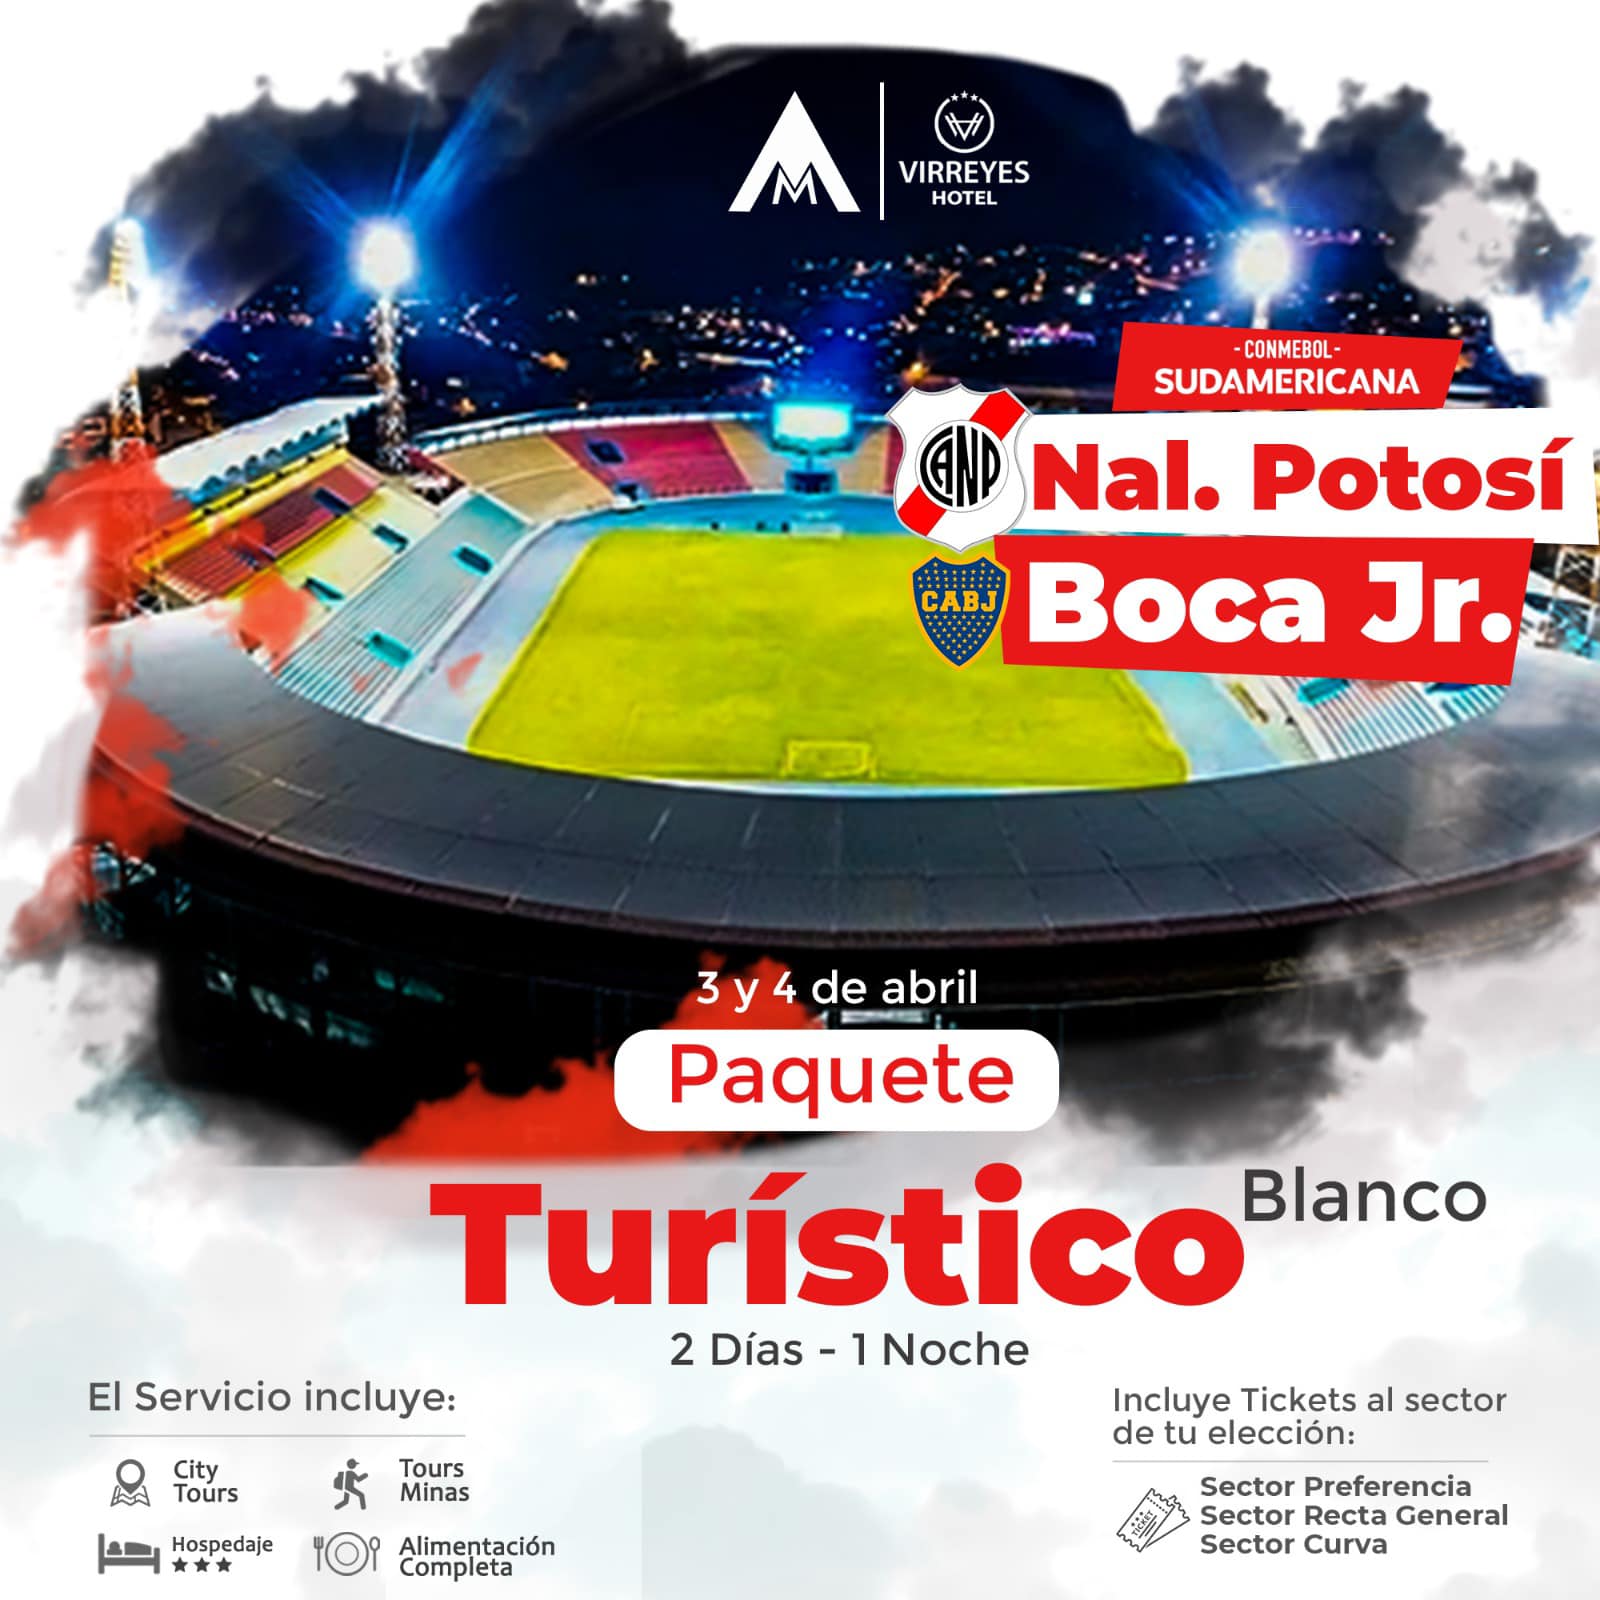 M
VIRREYES
HOTEL
- CONMEBOL -
SUDAMERICANA
CANP
Nal. Potosí
CABJ
Boca Jr.
3 y 4 de abril
Paquete
Turístico
Blanco
2 Días - 1 Noche
El Servicio incluye:
City
Tours
Tours
Minas
Hospedaje
Alimentación
Completa
Incluye Tickets al sector
de tu elección:
TICKET
Sector Preferencia
Sector Recta General
Sector Curva